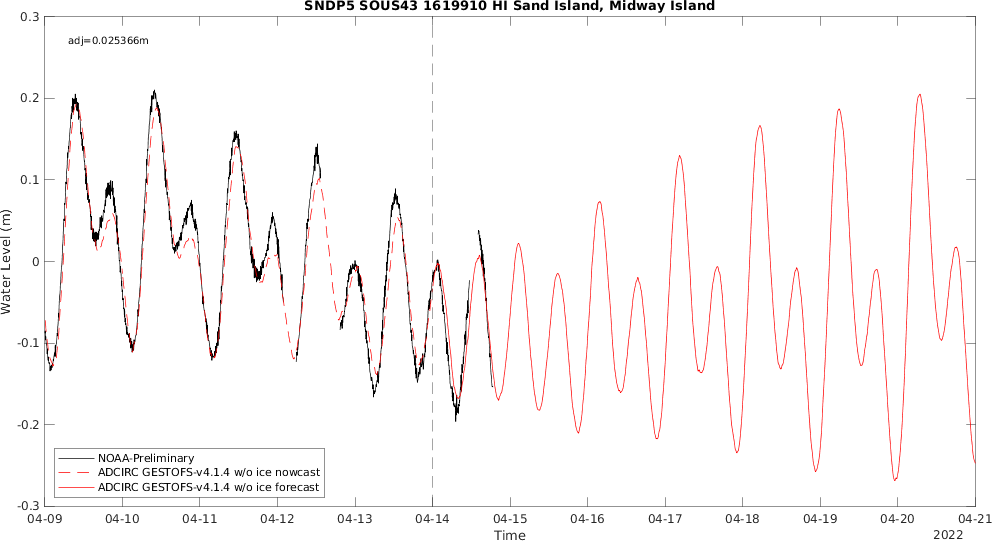 SNDP5 SOUS43 1619910 HI Sand Island, Midway Island
0.3
adj=0.025366m
0.2
0.1
0
-0.1
-0.2
-0.3
Water Level (m)
NOAA-Preliminary
ADCIRC GESTOFS-v4.1.4 w/o ice nowcast
ADCIRC GESTOFS-v4.1.4 w/o ice forecast
04-09 04-10 04-11 04-12 04-13 04-14 04-15 04-16 04-17 04-18 04-19 04-20 04-21
Time
2022